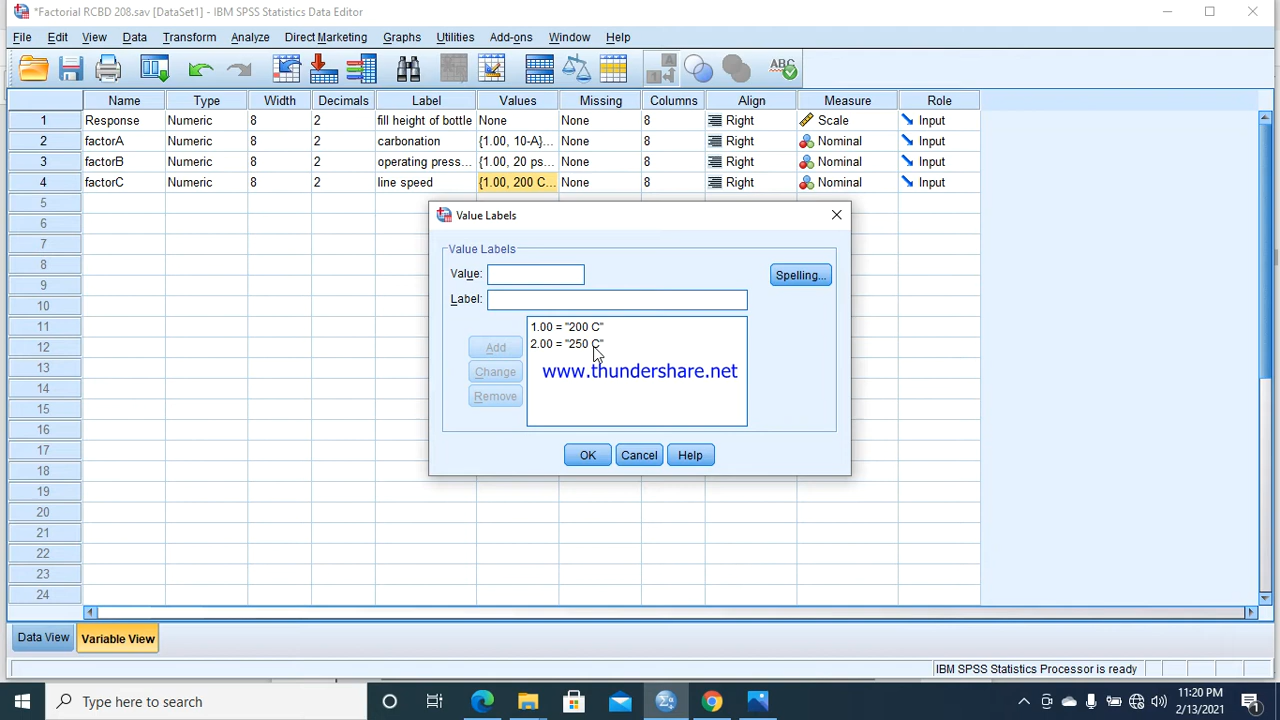 *Factorial RCBD 208.sav [DataSet1] - IBM SPSS Statistics Data Editor
File Edit View Data Transform Analyze Direct Marketing Graphs Utilities Add-ons Window Help
Name Type Width Decimals Label Values Missing Columns Align Measure Role
1 Response Numeric 8 2 fill height of bottle None None 8 Right Scale Input
2 factorA Numeric 8 2 carbonation {1.00, 10-A}... None 8 Right Nominal Input
3 factorB Numeric 8 2 operating press... {1.00, 20 ps... None 8 Right Nominal Input
4 factorC Numeric 8 2 line speed {1.00, 200 C... None 8 Right Nominal Input
5
6
7
8
9
10
11
12
13
14
15
16
17
18
19
20
21
22
23
24
Value Labels
Value Labels
Value:
Spelling...
Label:
1.00 = "200 C"
2.00 = "250 C"
Add
Change
Remove
www.thundershare.net
OK Cancel Help
Data View Variable View
IBM SPSS Statistics Processor is ready
Type here to search
11:20 PM
2/13/2021
1